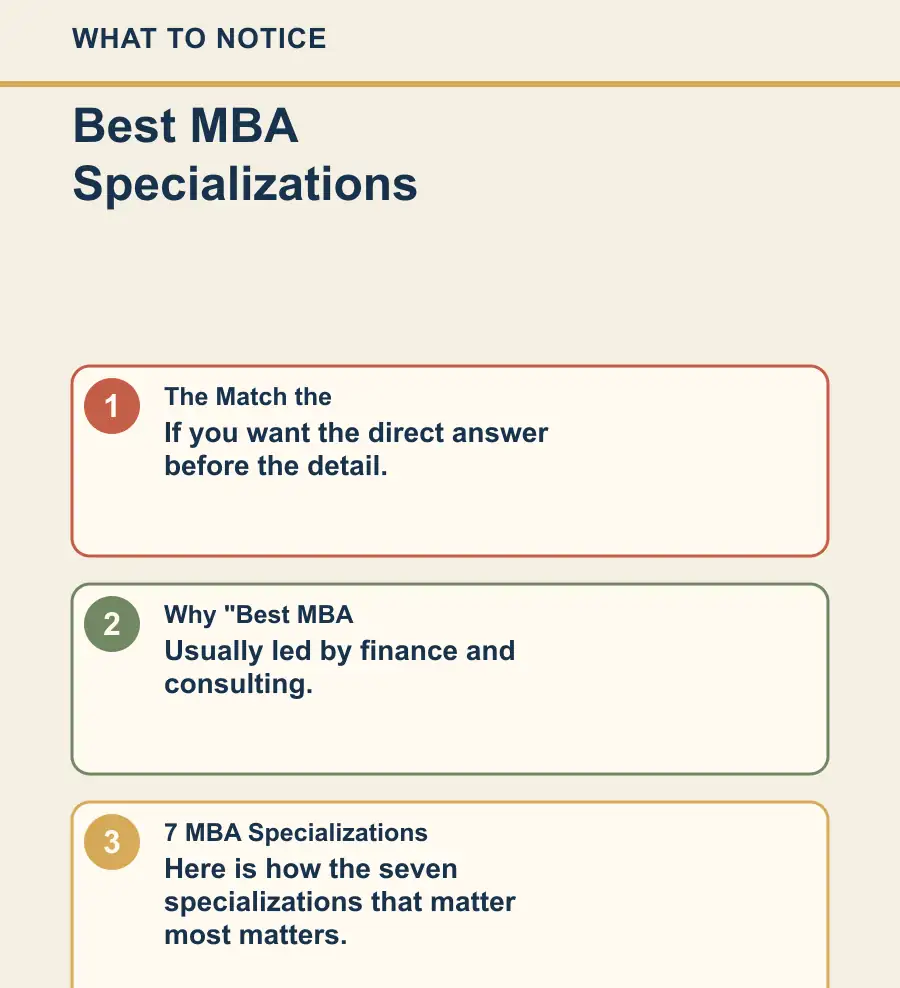 WHAT TO NOTICE
Best MBA
Specializations
1
The Match the
If you want the direct answer
before the detail.
2
Why "Best MBA
Usually led by finance and
consulting.
3
7 MBA Specializations
Here is how the seven
specializations that matter
most matters.